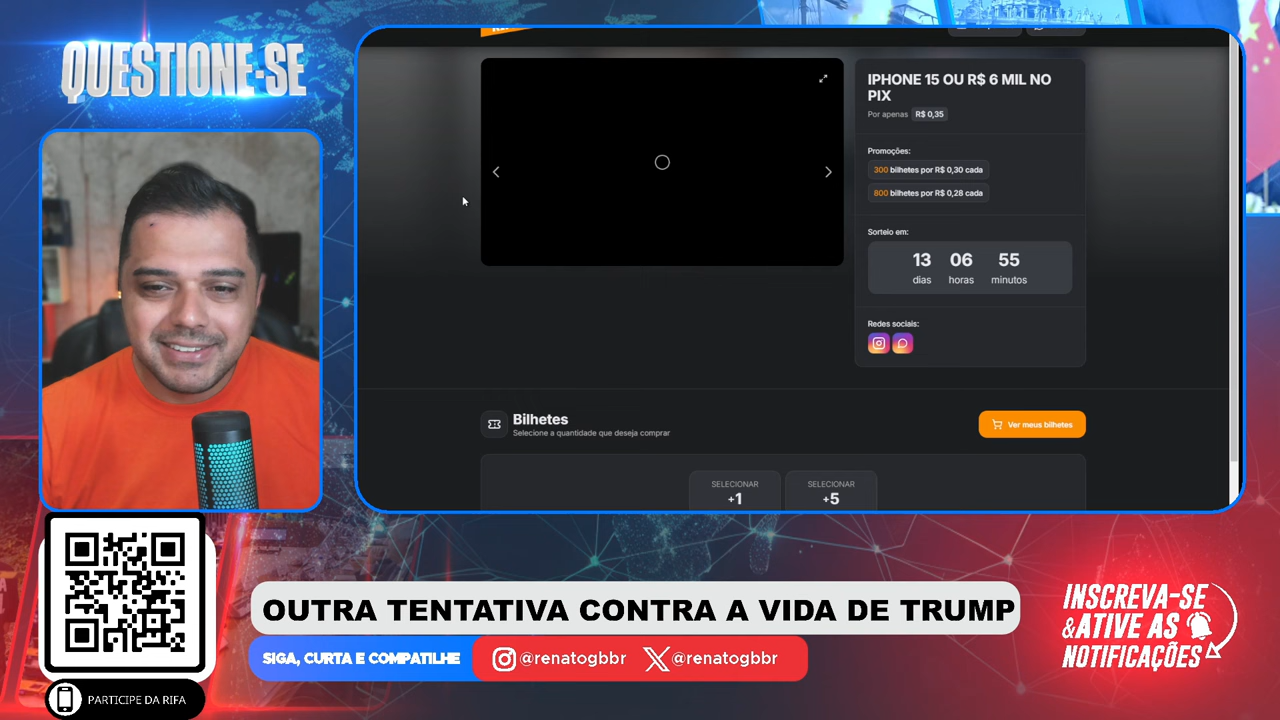 QUESTIONE-SE
IPHONE 15 OU R$ 6 MIL NO
PIX
Por apenas R$ 0,35
Promoções:
300 bilhetes por R$ 0,30 cada
800 bilhetes por R$ 0,28 cada
Sorteio em:
13 06 55
dias horas minutos
Redes sociais:
Bilhetes
Selecione a quantidade que deseja comprar
Ver meus bilhetes
SELECIONAR SELECIONAR
+1 +5
OUTRA TENTATIVA CONTRA A VIDA DE TRUMP
SIGA, CURTA E COMPATILHE @renatogbbr @renatogbbr
INSCREVA-SE
&ATIVE AS
NOTIFICAÇÕES
PARTICIPE DA RIFA